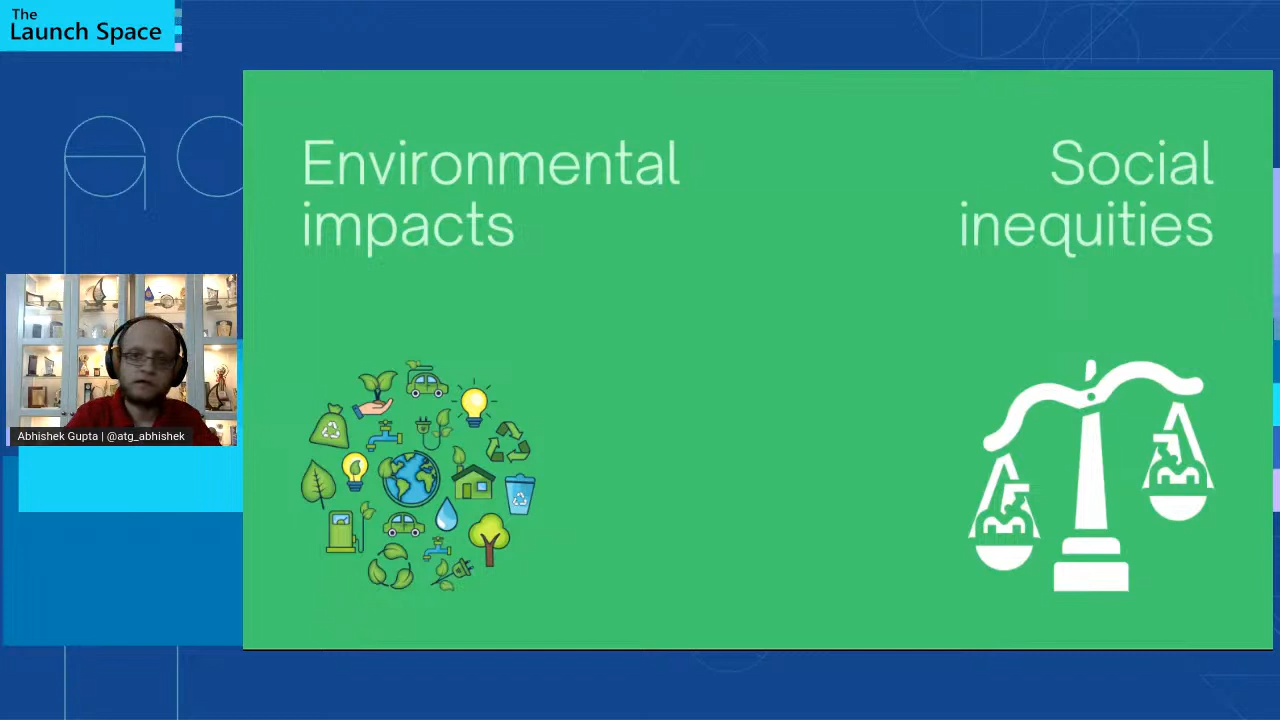 The
Launch Space
Environmental
impacts
Social
inequities
Abhishek Gupta | @atg_abhishek